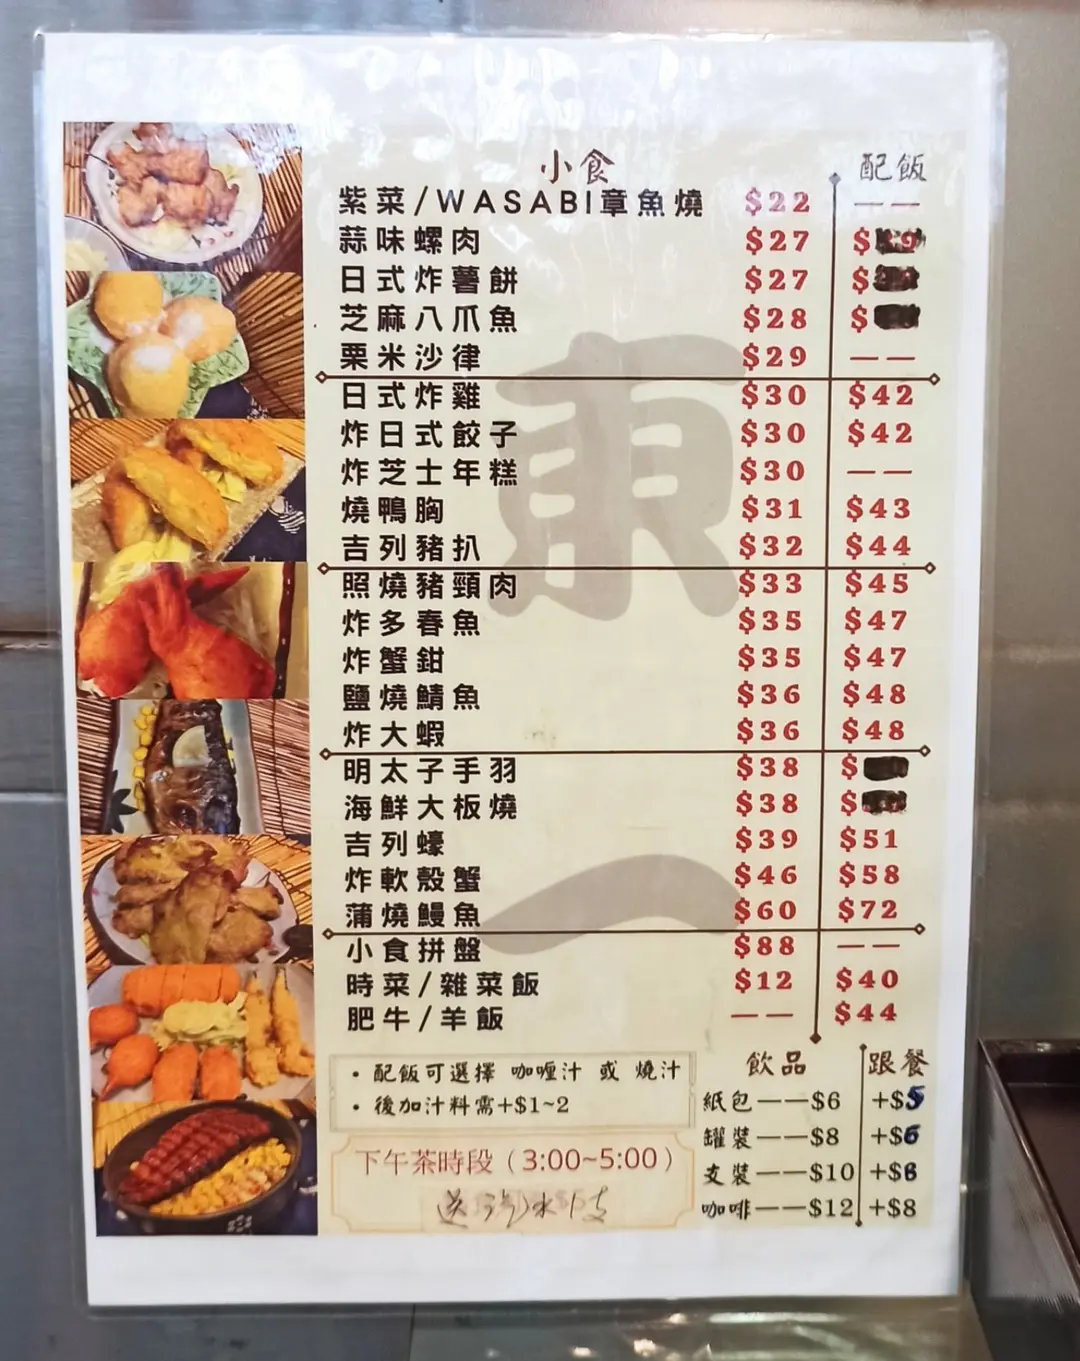 小食 配飯
紫菜/WASABI章魚燒 $22 ——
蒜味螺肉 $27 $
日式炸薯餅 $27 $
芝麻八爪魚 $28 $
栗米沙律 $29 ——
日式炸雞 $30 $42
炸日式餃子 $30 $42
炸芝士年糕 $30 ——
燒鴨胸 $31 $43
吉列豬扒 $32 $44
照燒豬頸肉 $33 $45
炸多春魚 $35 $47
炸蟹鉗 $35 $47
鹽燒鯖魚 $36 $48
炸大蝦 $36 $48
明太子手羽 $38 $
海鮮大板燒 $38 $
吉列蠔 $39 $51
炸軟殼蟹 $46 $58
蒲燒鰻魚 $60 $72
小食拼盤 $88 ——
時菜/雜菜飯 $12 $40
肥牛/羊飯 —— $44
東一
・配飯可選擇 咖喱汁 或 燒汁
・後加汁料需+$1~2
下午茶時段（3:00~5:00）
送汽水1支
飲品 跟餐
紙包——$6 +$5
罐裝——$8 +$6
支裝——$10 +$8
咖啡——$12 +$8